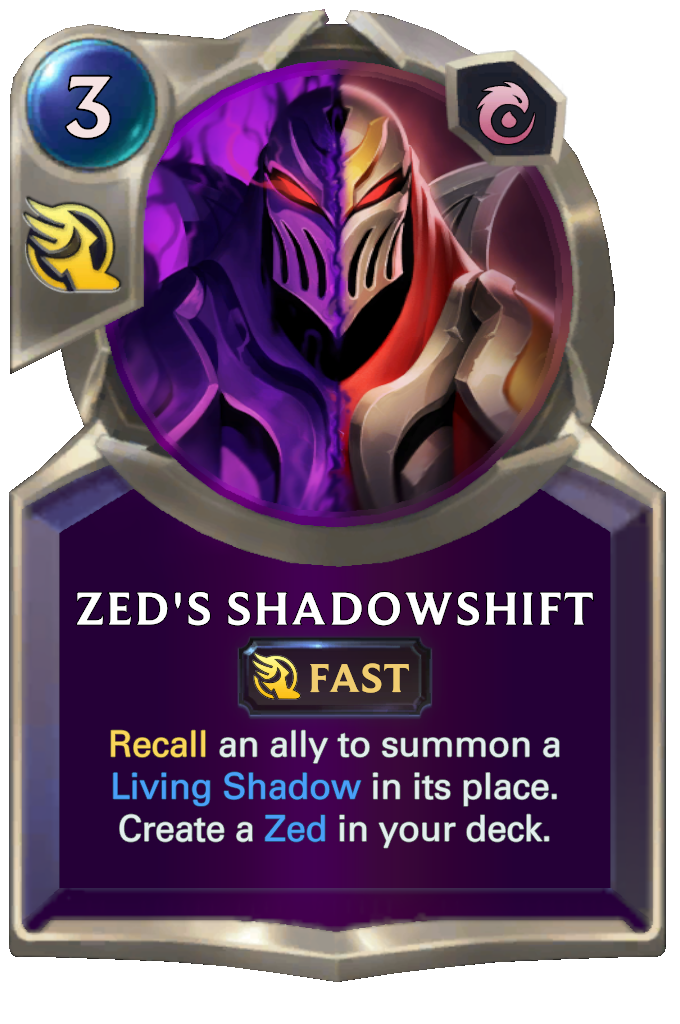 3
ZED'S SHADOWSHIFT
FAST
Recall an ally to summon a
Living Shadow in its place.
Create a Zed in your deck.